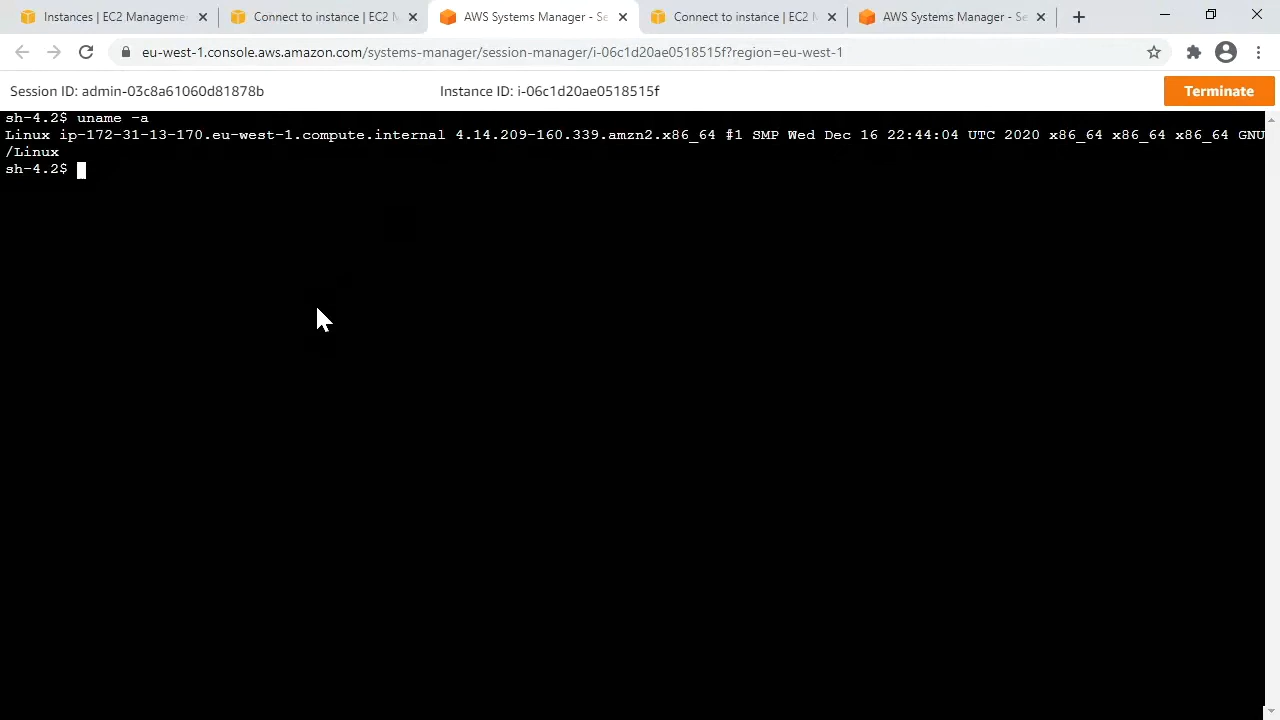 Instances | EC2 Manageme
Connect to instance | EC2 M
AWS Systems Manager - Se
Connect to instance | EC2 M
AWS Systems Manager - Se
eu-west-1.console.aws.amazon.com/systems-manager/session-manager/i-06c1d20ae0518515f?region=eu-west-1
Session ID: admin-03c8a61060d81878b
Instance ID: i-06c1d20ae0518515f
Terminate
sh-4.2$ uname -a
Linux ip-172-31-13-170.eu-west-1.compute.internal 4.14.209-160.339.amzn2.x86_64 #1 SMP Wed Dec 16 22:44:04 UTC 2020 x86_64 x86_64 x86_64 GNU
/Linux
sh-4.2$